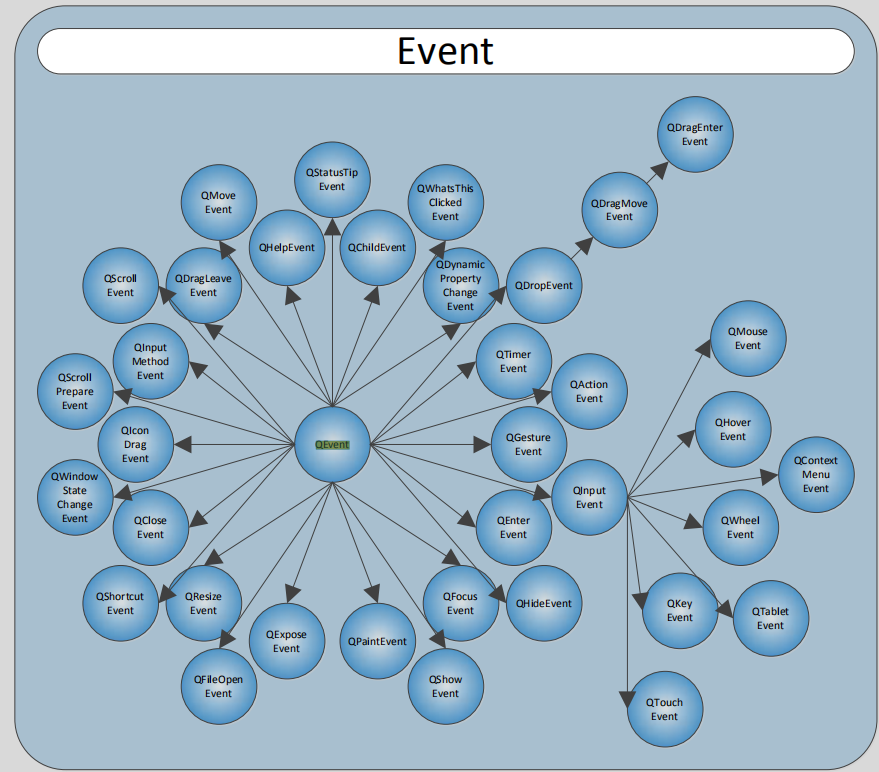 Event
QDragEnter
Event
QStatusTip
Event
QMove
Event
QWhatsThis
Clicked
Event
QDragMove
Event
QHelpEvent
QChildEvent
QScroll
Event
QDragLeave
Event
QDynamic
Property
Change
Event
QDropEvent
QMouse
Event
QInput
Method
Event
QTimer
Event
QScroll
Prepare
Event
QAction
Event
QHover
Event
QIcon
Drag
Event
QEvent
QGesture
Event
QContext
Menu
Event
QWindow
State
Change
Event
QInput
Event
QClose
Event
QEnter
Event
QWheel
Event
QShortcut
Event
QResize
Event
QFocus
Event
QHideEvent
QKey
Event
QTablet
Event
QExpose
Event
QPaintEvent
QFileOpen
Event
QShow
Event
QTouch
Event